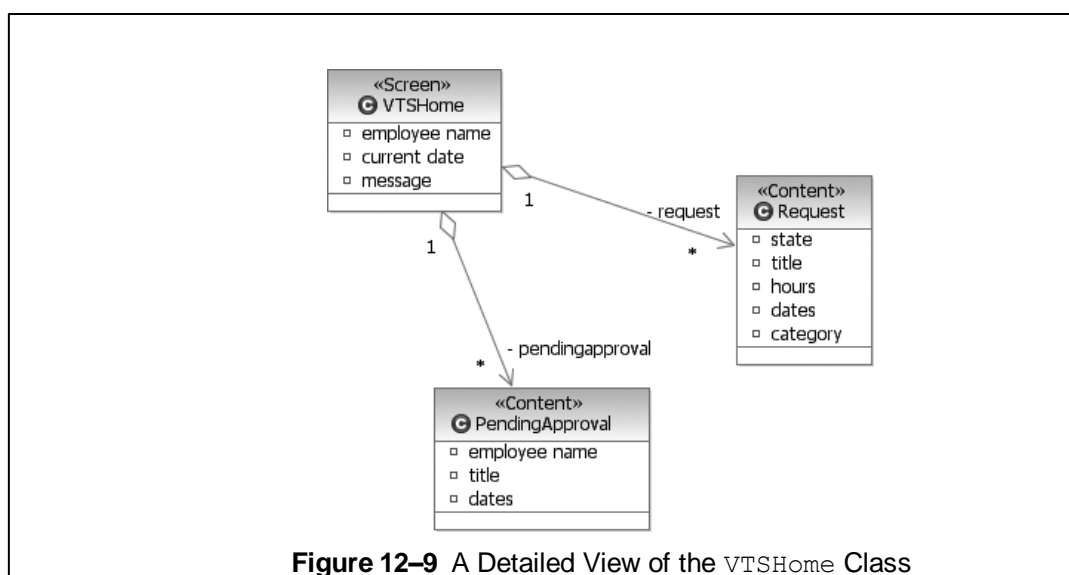 «Screen»
C VTSHome
employee name
current date
message
1
- request
*
«Content»
C Request
state
title
hours
dates
category
1
- pendingapproval
*
«Content»
C PendingApproval
employee name
title
dates
Figure 12–9 A Detailed View of the VTSHome Class